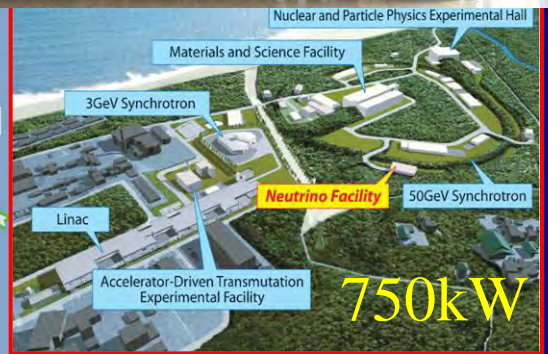 Nuclear and Particle Physics Experimental Hall
Materials and Science Facility
3GeV Synchrotron
Neutrino Facility
50GeV Synchrotron
Linac
Accelerator-Driven Transmutation
Experimental Facility
750kW